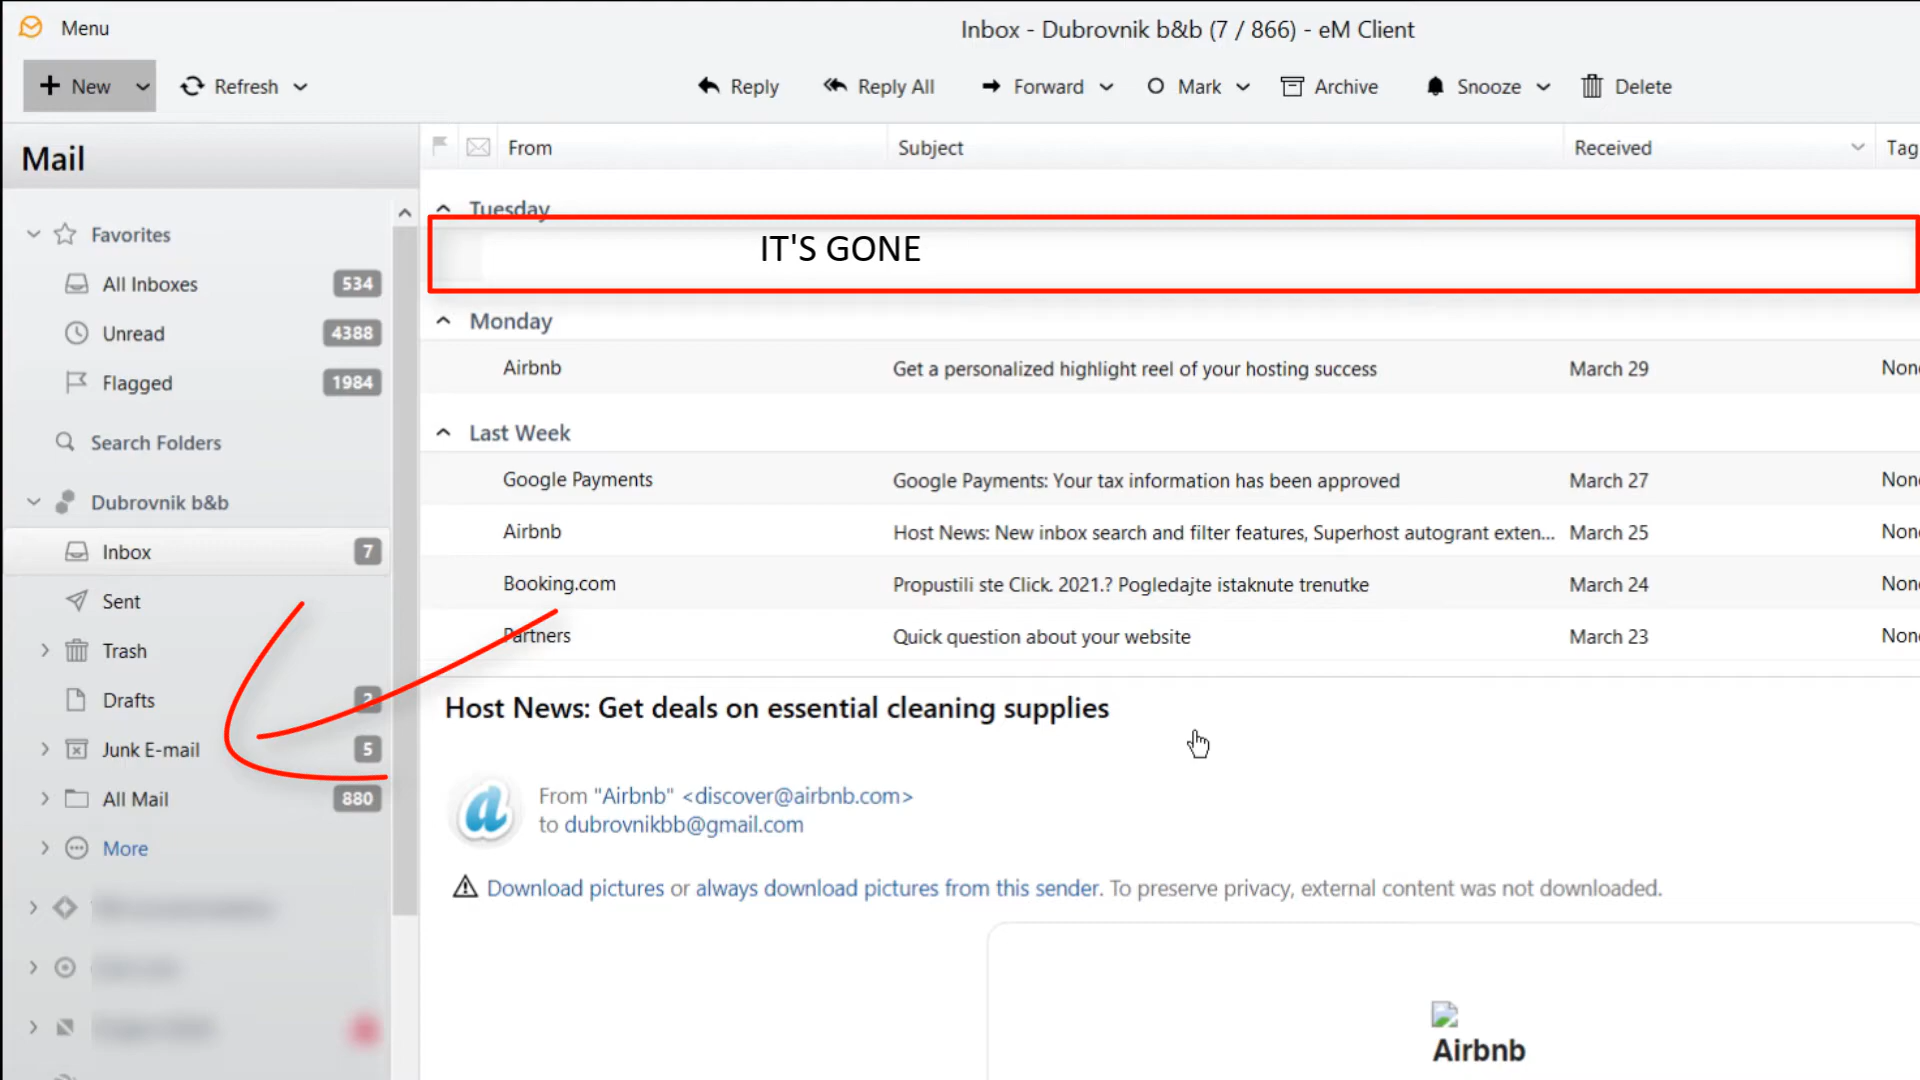 Menu
Inbox - Dubrovnik b&b (7 / 866) - eM Client
New
Refresh
Reply
Reply All
Forward
Mark
Archive
Snooze
Delete
Mail
From
Subject
Received
Tag
Favorites
All Inboxes 534
Unread 4388
Flagged 1984
Search Folders
Dubrovnik b&b
Inbox 7
Sent
Trash
Drafts 2
Junk E-mail 5
All Mail 880
More
Tuesday
IT'S GONE
Monday
Airbnb Get a personalized highlight reel of your hosting success March 29 Non
Last Week
Google Payments Google Payments: Your tax information has been approved March 27 Non
Airbnb Host News: New inbox search and filter features, Superhost autogrant exten... March 25 Non
Booking.com Propustili ste Click. 2021.? Pogledajte istaknute trenutke March 24 Non
Partners Quick question about your website March 23 Non
Host News: Get deals on essential cleaning supplies
From "Airbnb" <discover@airbnb.com>
to dubrovnikbb@gmail.com
Download pictures or always download pictures from this sender. To preserve privacy, external content was not downloaded.
Airbnb